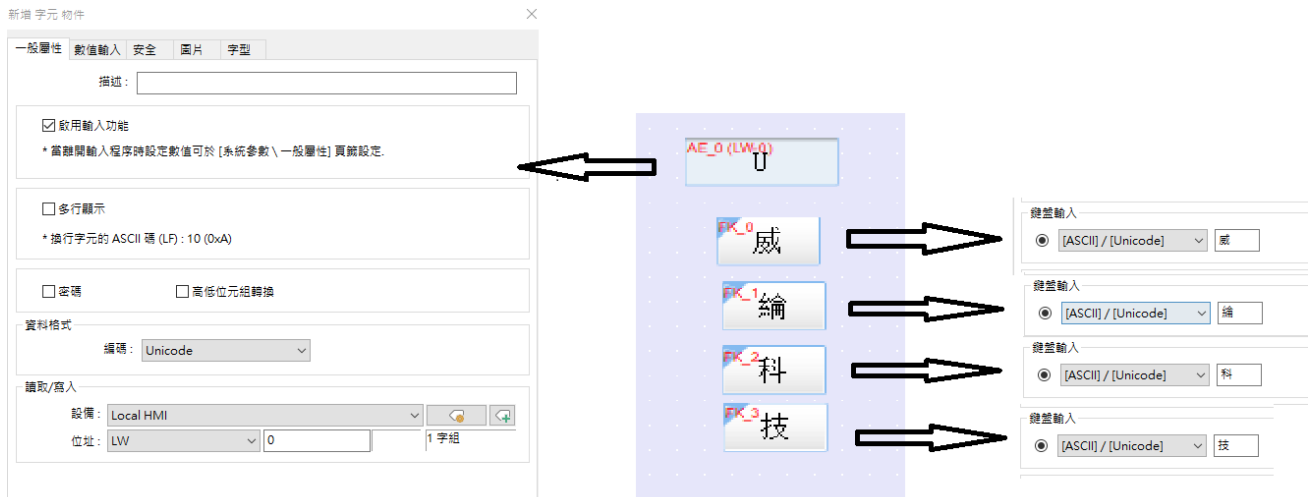 新增 字元 物件
一般屬性 數值輸入 安全 圖片 字型
描述 :
啟用輸入功能
* 當離開輸入程序時設定數值可於 [系統參數 \ 一般屬性] 頁籤設定.
多行顯示
* 換行字元的 ASCII 碼 (LF) : 10 (0xA)
密碼 高低位元組轉換
資料格式
編碼 : Unicode
讀取/寫入
設備 : Local HMI
位址 : LW 0 1 字組
AE_0 (LW-0)
U
FK_0
威
FK_1
綸
FK_2
科
FK_3
技
鍵盤輸入
[ASCII] / [Unicode] 威
鍵盤輸入
[ASCII] / [Unicode] 綸
鍵盤輸入
[ASCII] / [Unicode] 科
鍵盤輸入
[ASCII] / [Unicode] 技